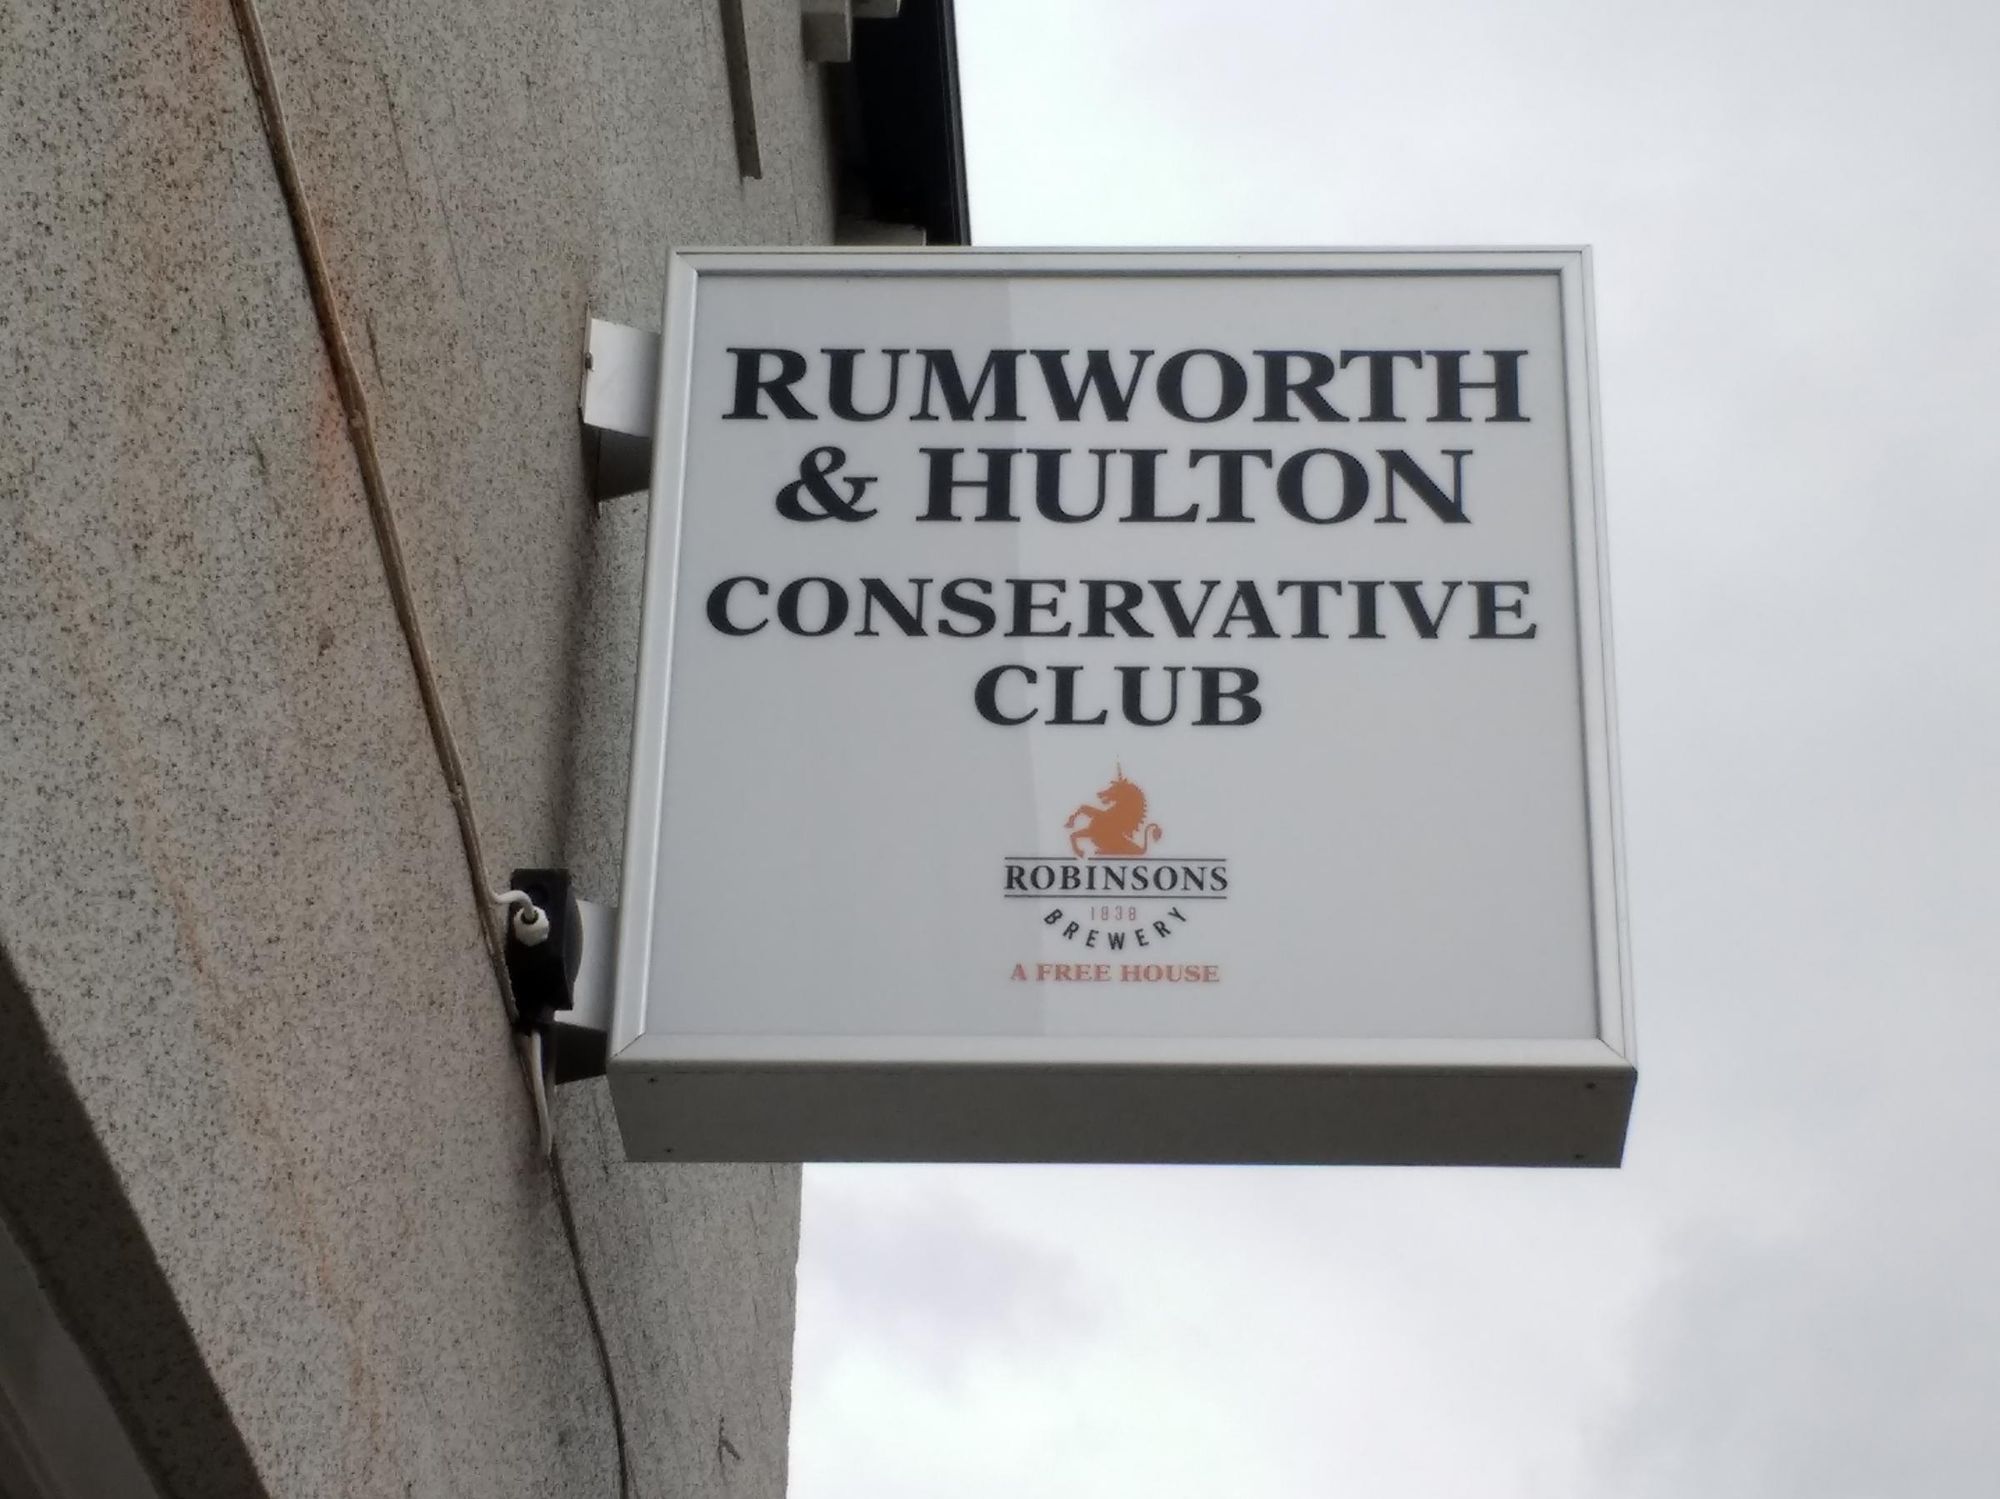 RUMWORTH
& HULTON
CONSERVATIVE
CLUB
ROBINSONS
1838
BREWERY
A FREE HOUSE